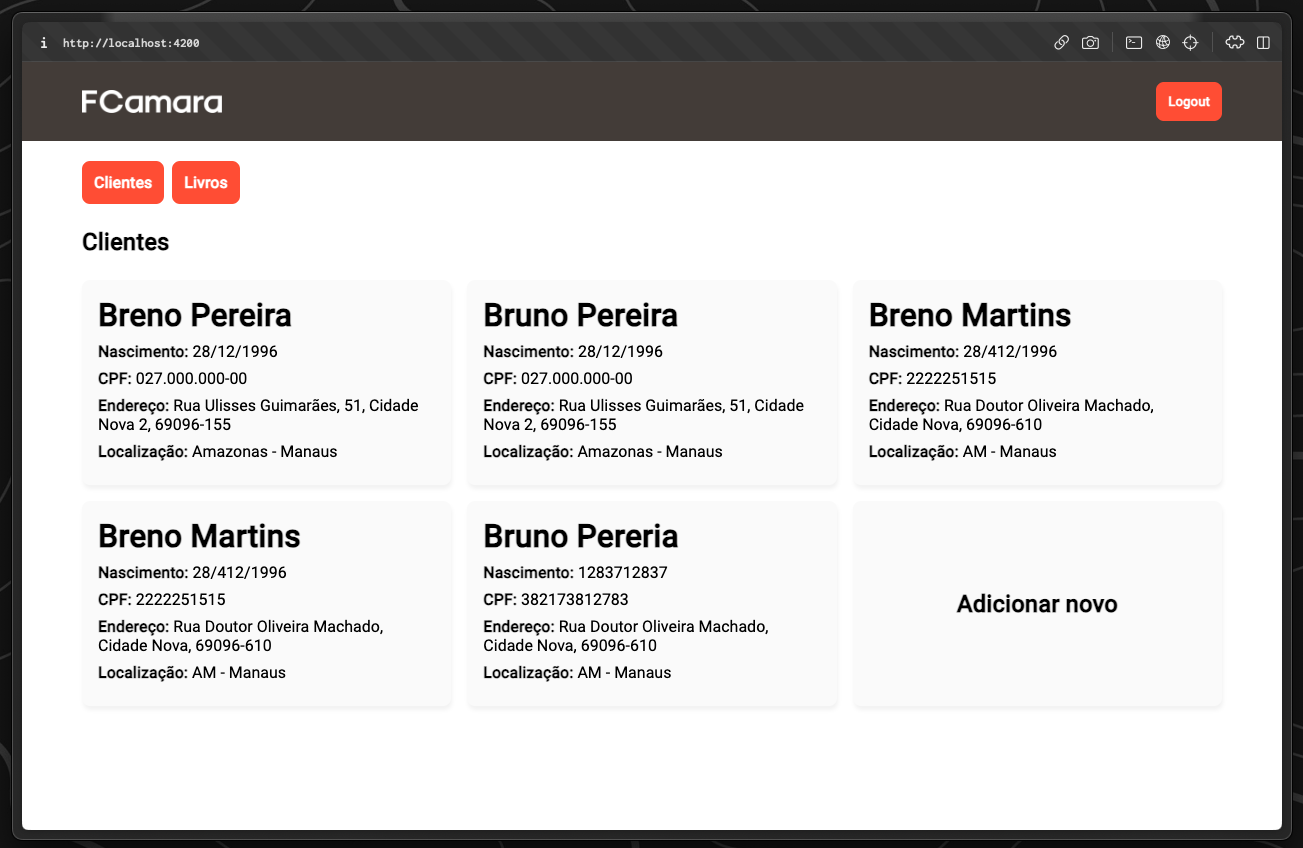 i http://localhost:4200
FCamara
Logout
Clientes
Livros
Clientes
Breno Pereira
Nascimento: 28/12/1996
CPF: 027.000.000-00
Endereço: Rua Ulisses Guimarães, 51, Cidade
Nova 2, 69096-155
Localização: Amazonas - Manaus
Bruno Pereira
Nascimento: 28/12/1996
CPF: 027.000.000-00
Endereço: Rua Ulisses Guimarães, 51, Cidade
Nova 2, 69096-155
Localização: Amazonas - Manaus
Breno Martins
Nascimento: 28/412/1996
CPF: 2222251515
Endereço: Rua Doutor Oliveira Machado,
Cidade Nova, 69096-610
Localização: AM - Manaus
Breno Martins
Nascimento: 28/412/1996
CPF: 2222251515
Endereço: Rua Doutor Oliveira Machado,
Cidade Nova, 69096-610
Localização: AM - Manaus
Bruno Pereria
Nascimento: 1283712837
CPF: 382173812783
Endereço: Rua Doutor Oliveira Machado,
Cidade Nova, 69096-610
Localização: AM - Manaus
Adicionar novo